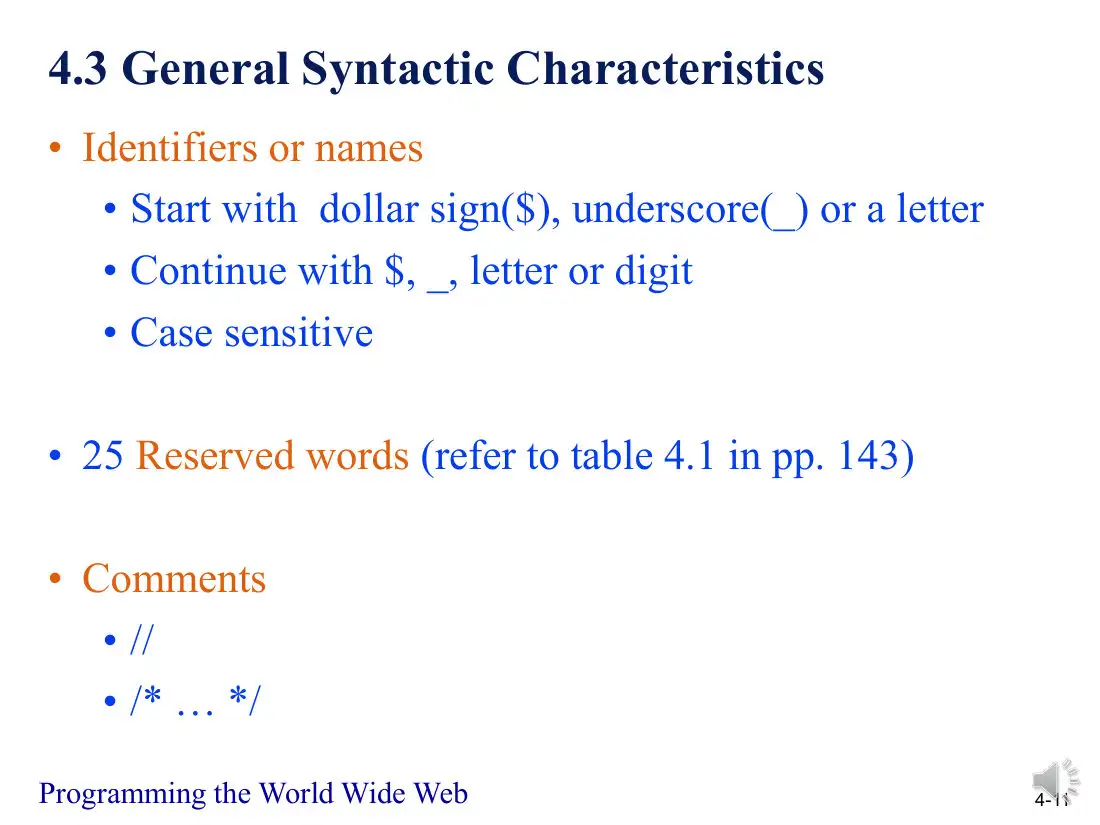 4.3 General Syntactic Characteristics
• Identifiers or names
• Start with  dollar sign($), underscore(_) or a letter
• Continue with $, _, letter or digit
• Case sensitive
• 25 Reserved words (refer to table 4.1 in pp. 143)
• Comments
• //
• /* … */
Programming the World Wide Web
4-11